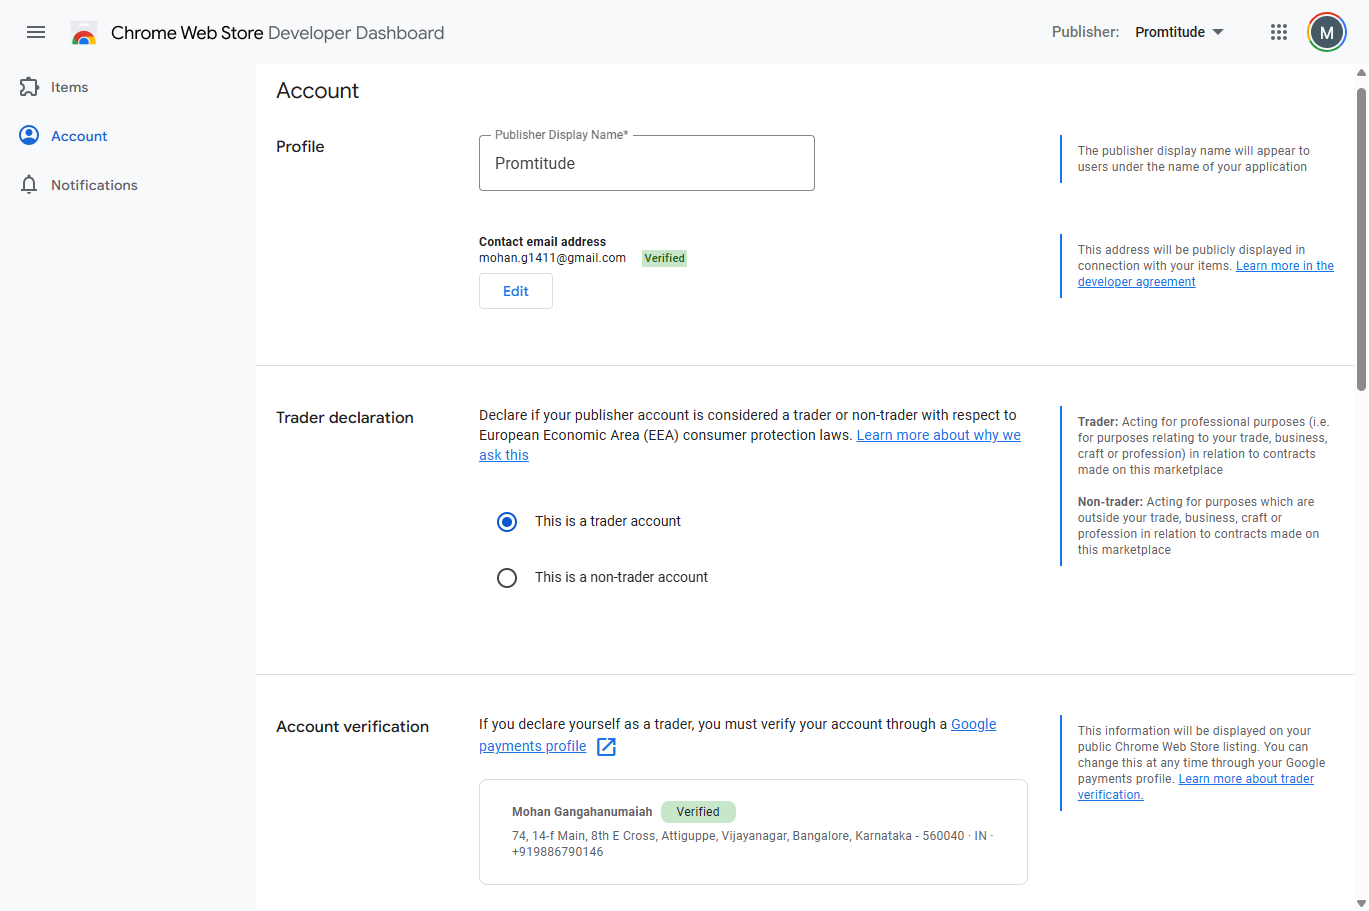 Chrome Web Store Developer Dashboard
Publisher: Promtitude
M
Items
Account
Notifications
Account
Profile
Publisher Display Name*
Promtitude
The publisher display name will appear to
users under the name of your application
Contact email address
mohan.g1411@gmail.com Verified
Edit
This address will be publicly displayed in
connection with your items. Learn more in the
developer agreement
Trader declaration
Declare if your publisher account is considered a trader or non-trader with respect to
European Economic Area (EEA) consumer protection laws. Learn more about why we
ask this
This is a trader account
This is a non-trader account
Trader: Acting for professional purposes (i.e.
for purposes relating to your trade, business,
craft or profession) in relation to contracts
made on this marketplace
Non-trader: Acting for purposes which are
outside your trade, business, craft or
profession in relation to contracts made on
this marketplace
Account verification
If you declare yourself as a trader, you must verify your account through a Google
payments profile
Mohan Gangahanumaiah Verified
74, 14-f Main, 8th E Cross, Attiguppe, Vijayanagar, Bangalore, Karnataka - 560040 · IN ·
+919886790146
This information will be displayed on your
public Chrome Web Store listing. You can
change this at any time through your Google
payments profile. Learn more about trader
verification.